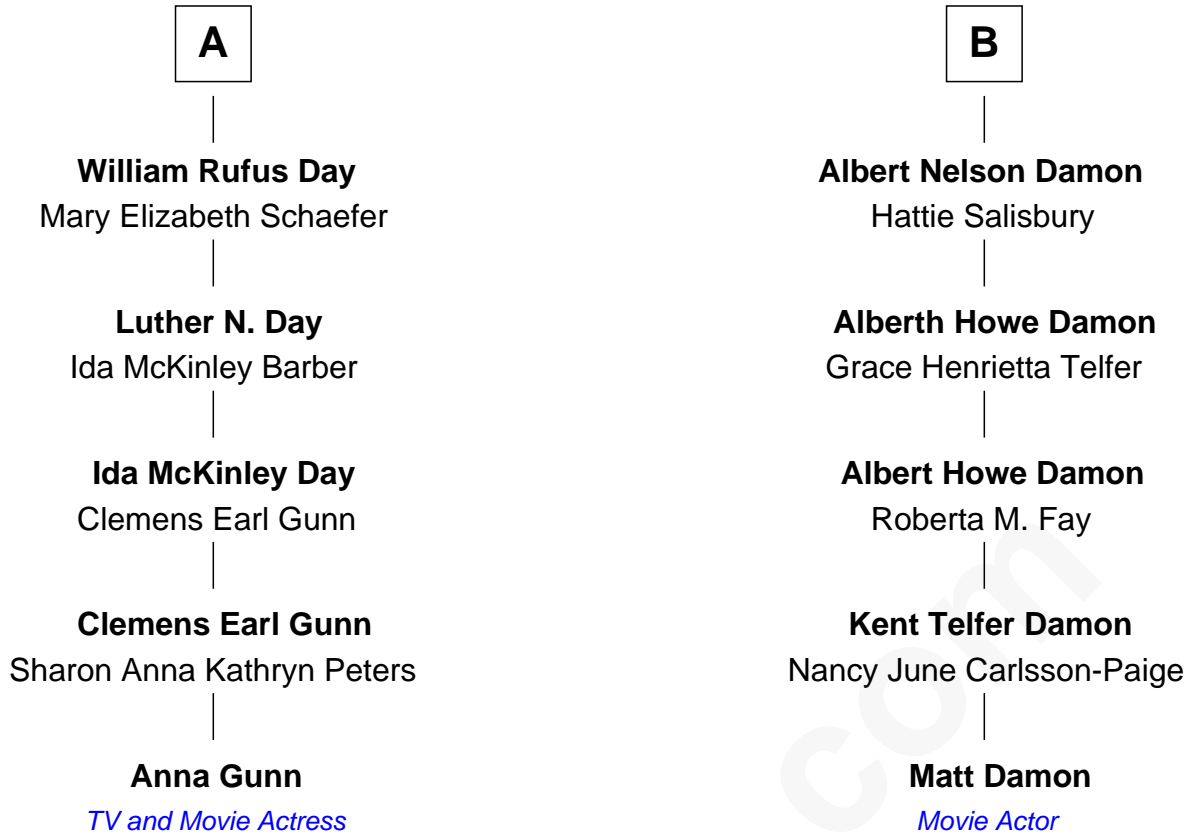 A
William Rufus Day
Mary Elizabeth Schaefer
Luther N. Day
Ida McKinley Barber
Ida McKinley Day
Clemens Earl Gunn
Clemens Earl Gunn
Sharon Anna Kathryn Peters
Anna Gunn
TV and Movie Actress
B
Albert Nelson Damon
Hattie Salisbury
Alberth Howe Damon
Grace Henrietta Telfer
Albert Howe Damon
Roberta M. Fay
Kent Telfer Damon
Nancy June Carlsson-Paige
Matt Damon
Movie Actor
com